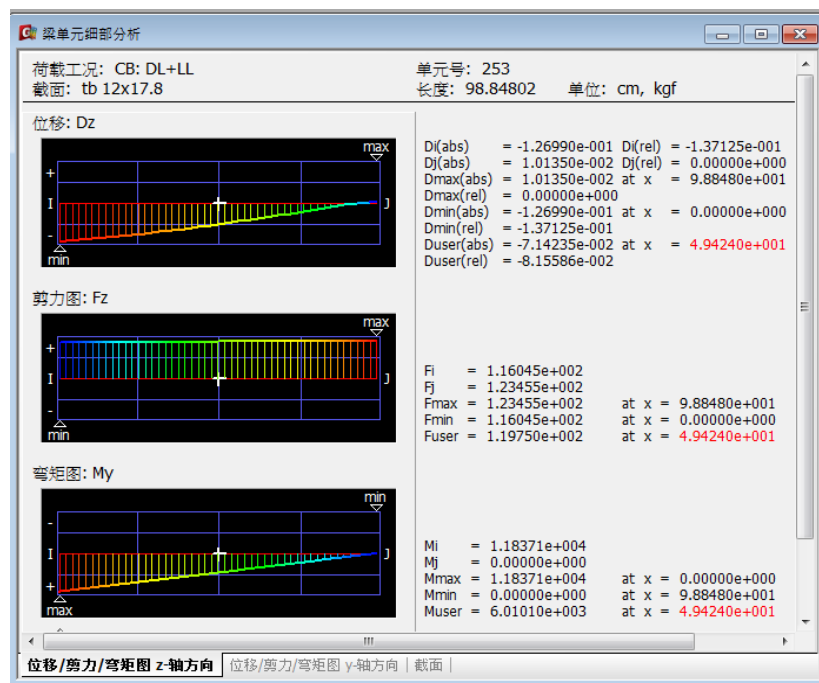 梁单元细部分析
荷载工况: CB: DL+LL 单元号: 253
截面: tb 12x17.8 长度: 98.84802 单位: cm, kgf
位移: Dz
max
+
I J
-
min
Di(abs) = -1.26990e-001 Di(rel) = -1.37125e-001
Dj(abs) = 1.01350e-002 Dj(rel) = 0.00000e+000
Dmax(abs) = 1.01350e-002 at x = 9.88480e+001
Dmax(rel) = 0.00000e+000
Dmin(abs) = -1.26990e-001 at x = 0.00000e+000
Dmin(rel) = -1.37125e-001
Duser(abs) = -7.14235e-002 at x = 4.94240e+001
Duser(rel) = -8.15586e-002
剪力图: Fz
max
+
I J
-
min
Fi = 1.16045e+002
Fj = 1.23455e+002
Fmax = 1.23455e+002 at x = 9.88480e+001
Fmin = 1.16045e+002 at x = 0.00000e+000
Fuser = 1.19750e+002 at x = 4.94240e+001
弯矩图: My
min
-
I J
+
max
Mi = 1.18371e+004
Mj = 0.00000e+000
Mmax = 1.18371e+004 at x = 0.00000e+000
Mmin = 0.00000e+000 at x = 9.88480e+001
Muser = 6.01010e+003 at x = 4.94240e+001
位移/剪力/弯矩图 z-轴方向 位移/剪力/弯矩图 y-轴方向 截面